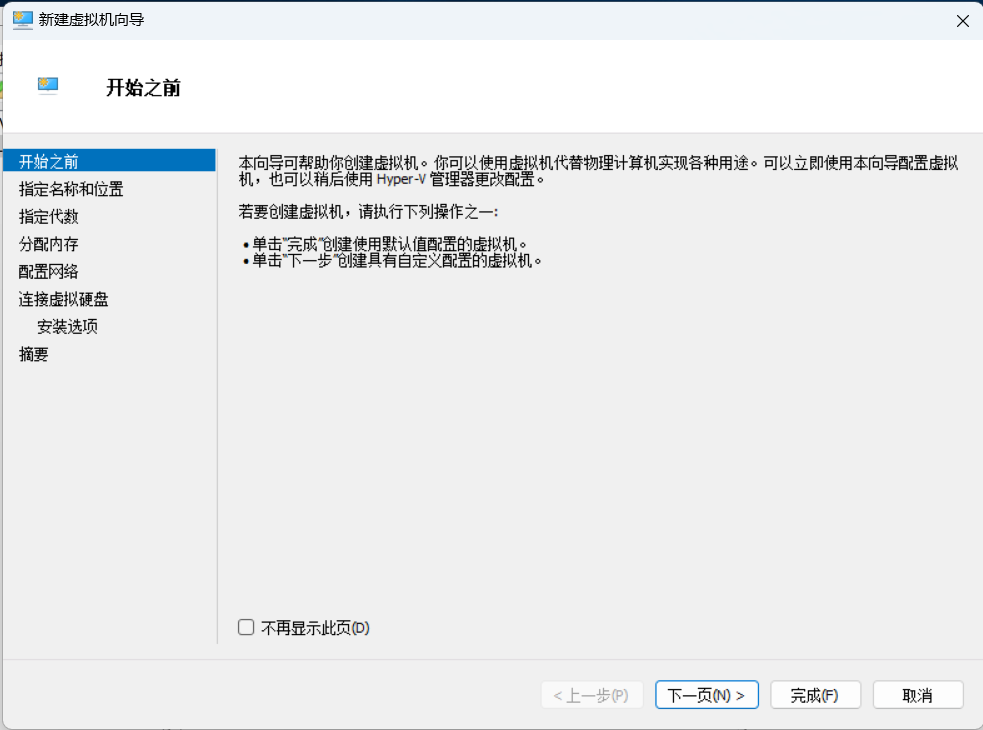 新建虚拟机向导
开始之前
开始之前
指定名称和位置
指定代数
分配内存
配置网络
连接虚拟硬盘
安装选项
摘要
本向导可帮助你创建虚拟机。你可以使用虚拟机代替物理计算机实现各种用途。可以立即使用本向导配置虚拟
机，也可以稍后使用 Hyper-V 管理器更改配置。
若要创建虚拟机，请执行下列操作之一:
• 单击"完成"创建使用默认值配置的虚拟机。
• 单击"下一步"创建具有自定义配置的虚拟机。
不再显示此页(D)
< 上一步(P)
下一页(N) >
完成(F)
取消